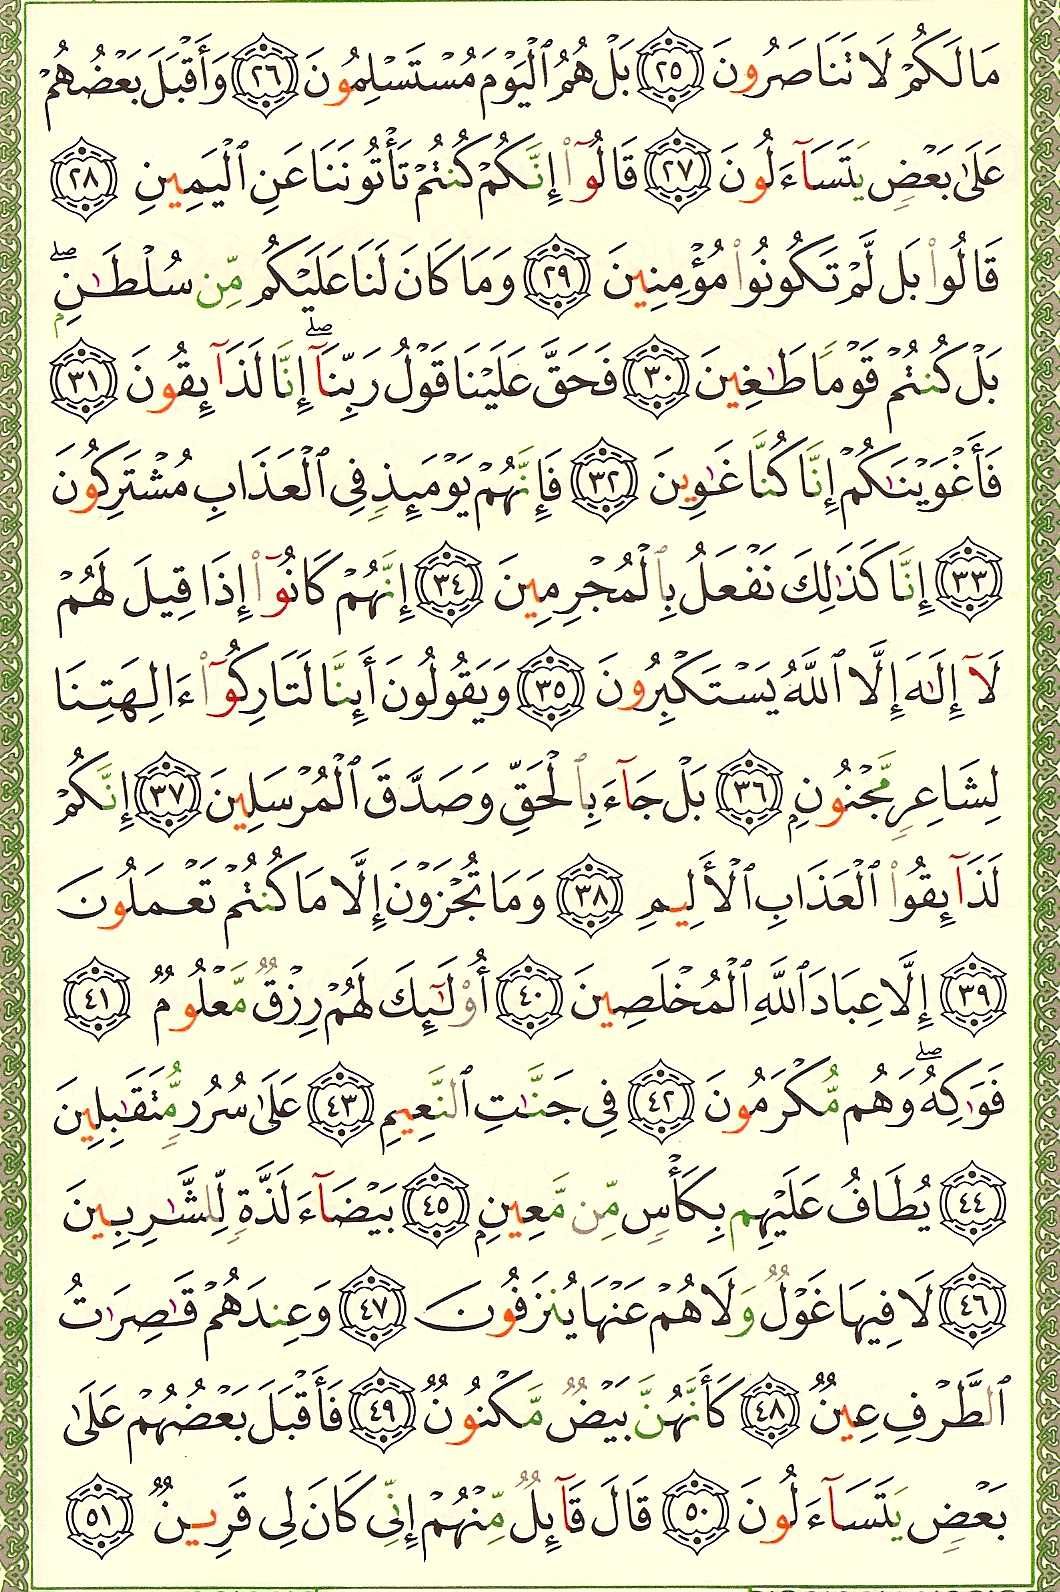 مَا لَكُمْ لَا تَنَاصَرُونَ ٢٥ بَلْ هُمُ ٱلْيَوْمَ مُسْتَسْلِمُونَ ٢٦ وَأَقْبَلَ بَعْضُهُمْ
عَلَىٰ بَعْضٍ يَتَسَآءَلُونَ ٢٧ قَالُوٓا۟ إِنَّكُمْ كُنتُمْ تَأْتُونَنَا عَنِ ٱلْيَمِينِ ٢٨
قَالُوا۟ بَل لَّمْ تَكُونُوا۟ مُؤْمِنِينَ ٢٩ وَمَا كَانَ لَنَا عَلَيْكُم مِّن سُلْطَـٰنٍۭ ۖ
بَلْ كُنتُمْ قَوْمًا طَـٰغِينَ ٣٠ فَحَقَّ عَلَيْنَا قَوْلُ رَبِّنَآ ۖ إِنَّا لَذَآئِقُونَ ٣١
فَأَغْوَيْنَـٰكُمْ إِنَّا كُنَّا غَـٰوِينَ ٣٢ فَإِنَّهُمْ يَوْمَئِذٍ فِى ٱلْعَذَابِ مُشْتَرِكُونَ
٣٣ إِنَّا كَذَٰلِكَ نَفْعَلُ بِٱلْمُجْرِمِينَ ٣٤ إِنَّهُمْ كَانُوٓا۟ إِذَا قِيلَ لَهُمْ
لَآ إِلَـٰهَ إِلَّا ٱللَّهُ يَسْتَكْبِرُونَ ٣٥ وَيَقُولُونَ أَئِنَّا لَتَارِكُوٓا۟ ءَالِهَتِنَا
لِشَاعِرٍ مَّجْنُونٍۭ ٣٦ بَلْ جَآءَ بِٱلْحَقِّ وَصَدَّقَ ٱلْمُرْسَلِينَ ٣٧ إِنَّكُمْ
لَذَآئِقُوا۟ ٱلْعَذَابِ ٱلْأَلِيمِ ٣٨ وَمَا تُجْزَوْنَ إِلَّا مَا كُنتُمْ تَعْمَلُونَ
٣٩ إِلَّا عِبَادَ ٱللَّهِ ٱلْمُخْلَصِينَ ٤٠ أُو۟لَـٰٓئِكَ لَهُمْ رِزْقٌ مَّعْلُومٌ ٤١
فَوَٰكِهُ ۖ وَهُم مُّكْرَمُونَ ٤٢ فِى جَنَّـٰتِ ٱلنَّعِيمِ ٤٣ عَلَىٰ سُرُرٍ مُّتَقَـٰبِلِينَ
٤٤ يُطَافُ عَلَيْهِم بِكَأْسٍ مِّن مَّعِينٍۭ ٤٥ بَيْضَآءَ لَذَّةٍ لِّلشَّـٰرِبِينَ
٤٦ لَا فِيهَا غَوْلٌ وَلَا هُمْ عَنْهَا يُنزَفُونَ ٤٧ وَعِندَهُمْ قَـٰصِرَٰتُ
ٱلطَّرْفِ عِينٌ ٤٨ كَأَنَّهُنَّ بَيْضٌ مَّكْنُونٌ ٤٩ فَأَقْبَلَ بَعْضُهُمْ عَلَىٰ
بَعْضٍ يَتَسَآءَلُونَ ٥٠ قَالَ قَآئِلٌ مِّنْهُمْ إِنِّى كَانَ لِى قَرِينٌ ٥١